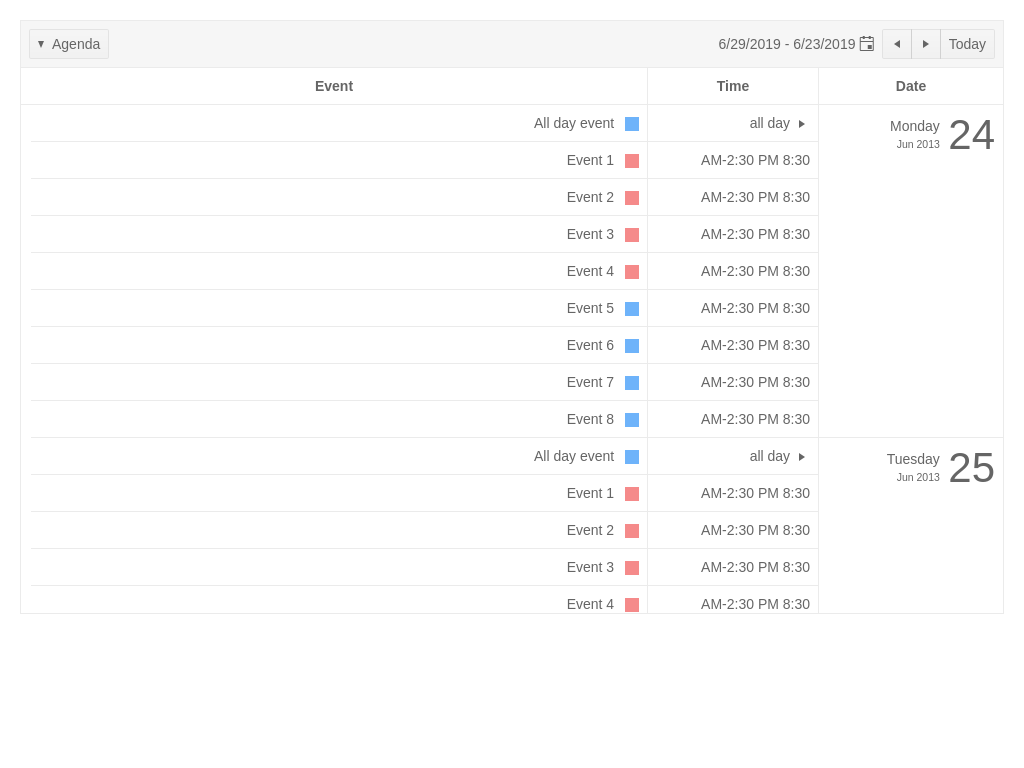 ▾ Agenda 6/29/2019 - 6/23/2019 Today
Event Time Date
All day event all day Monday 24
Jun 2013
Event 1 AM-2:30 PM 8:30
Event 2 AM-2:30 PM 8:30
Event 3 AM-2:30 PM 8:30
Event 4 AM-2:30 PM 8:30
Event 5 AM-2:30 PM 8:30
Event 6 AM-2:30 PM 8:30
Event 7 AM-2:30 PM 8:30
Event 8 AM-2:30 PM 8:30
All day event all day Tuesday 25
Jun 2013
Event 1 AM-2:30 PM 8:30
Event 2 AM-2:30 PM 8:30
Event 3 AM-2:30 PM 8:30
Event 4 AM-2:30 PM 8:30